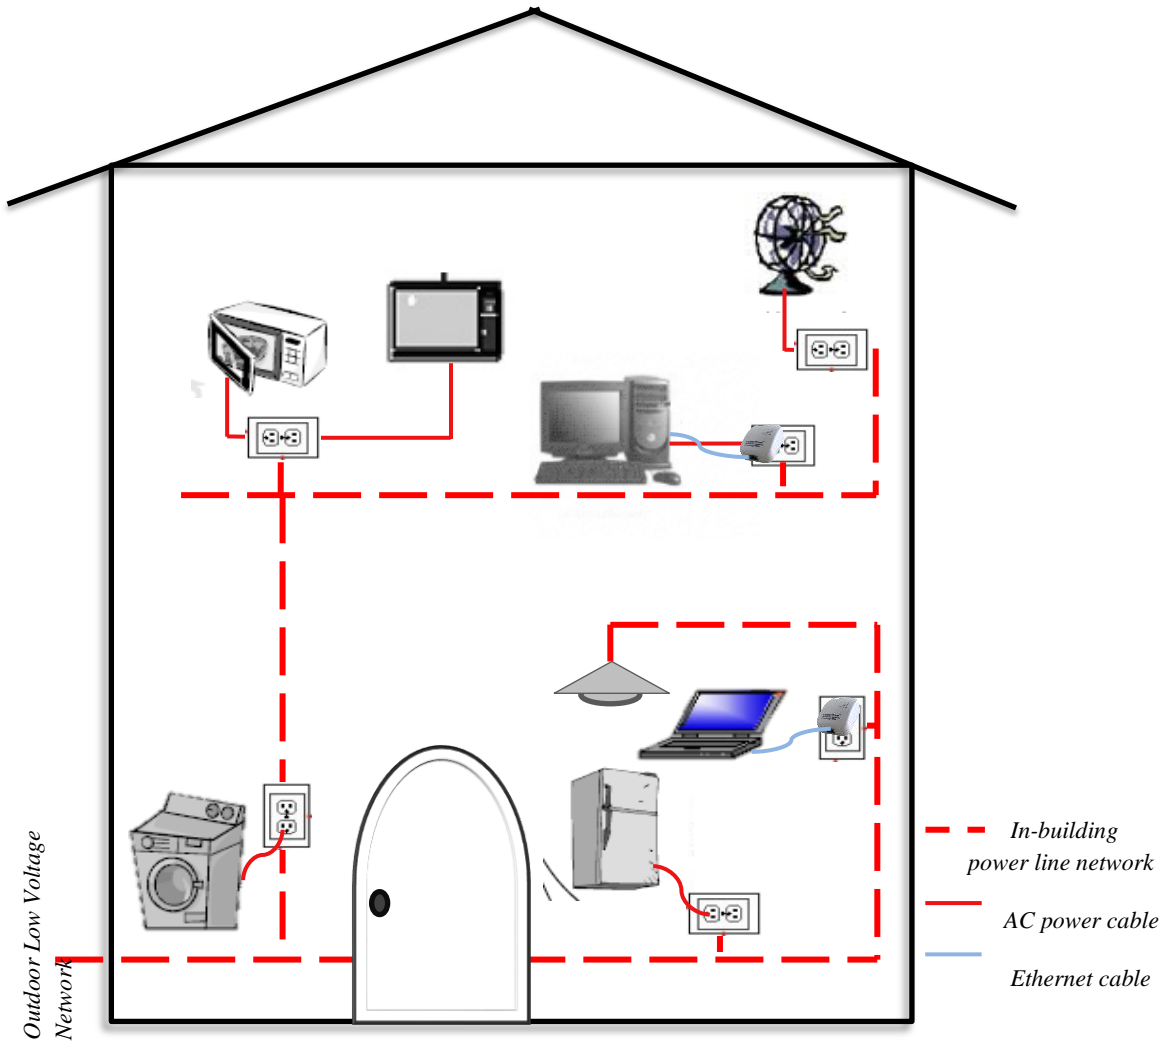 Outdoor Low Voltage
Network
In-building
power line network
AC power cable
Ethernet cable